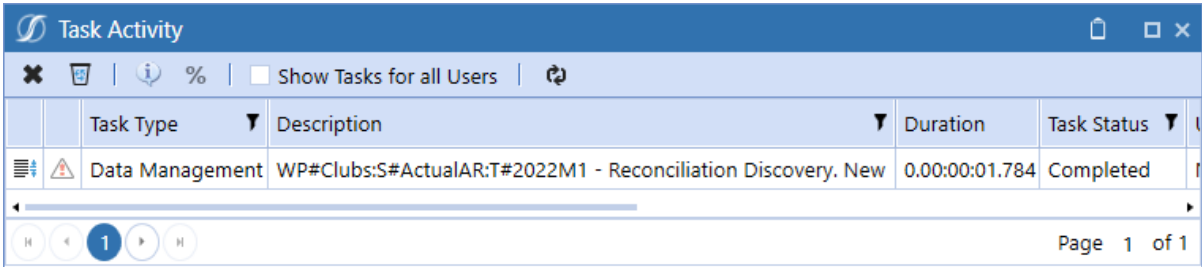 Task Activity
% Show Tasks for all Users
Task Type Description Duration Task Status
Data Management WP#Clubs:S#ActualAR:T#2022M1 - Reconciliation Discovery. New 0.00:00:01.784 Completed
1 Page 1 of 1